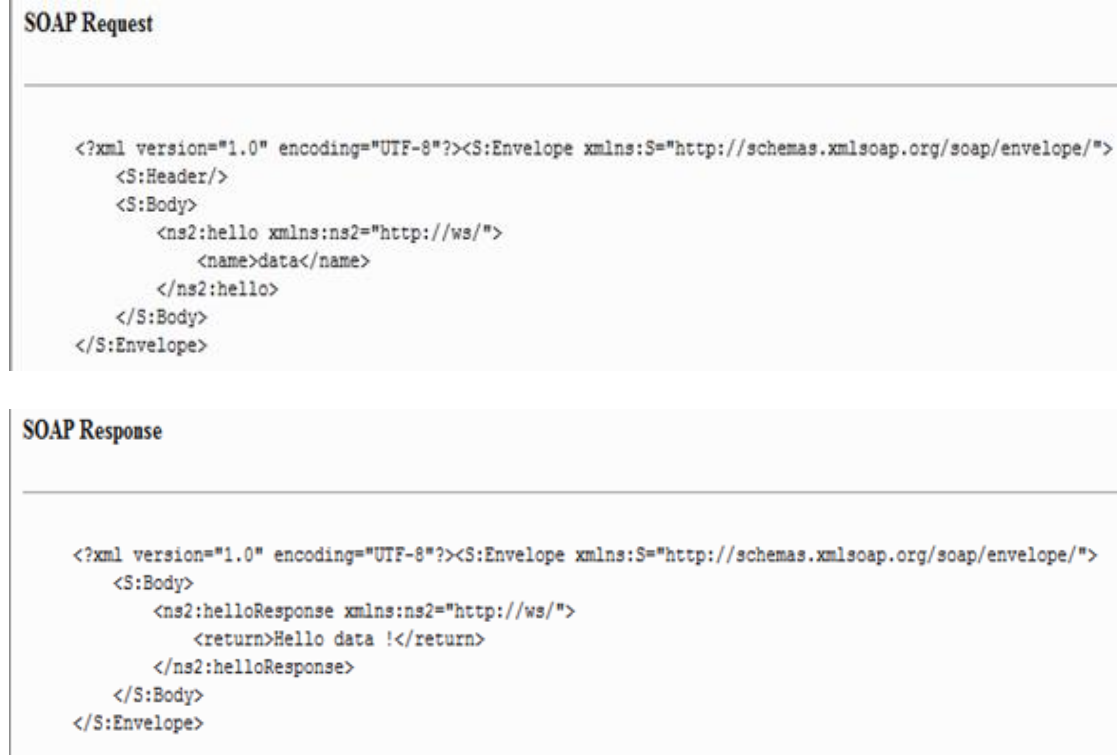 SOAP Request
<?xml version="1.0" encoding="UTF-8"?><S:Envelope xmlns:S="http://schemas.xmlsoap.org/soap/envelope/">
<S:Header/>
<S:Body>
<ns2:hello xmlns:ns2="http://ws/">
<name>data</name>
</ns2:hello>
</S:Body>
</S:Envelope>
SOAP Response
<?xml version="1.0" encoding="UTF-8"?><S:Envelope xmlns:S="http://schemas.xmlsoap.org/soap/envelope/">
<S:Body>
<ns2:helloResponse xmlns:ns2="http://ws/">
<return>Hello data !</return>
</ns2:helloResponse>
</S:Body>
</S:Envelope>